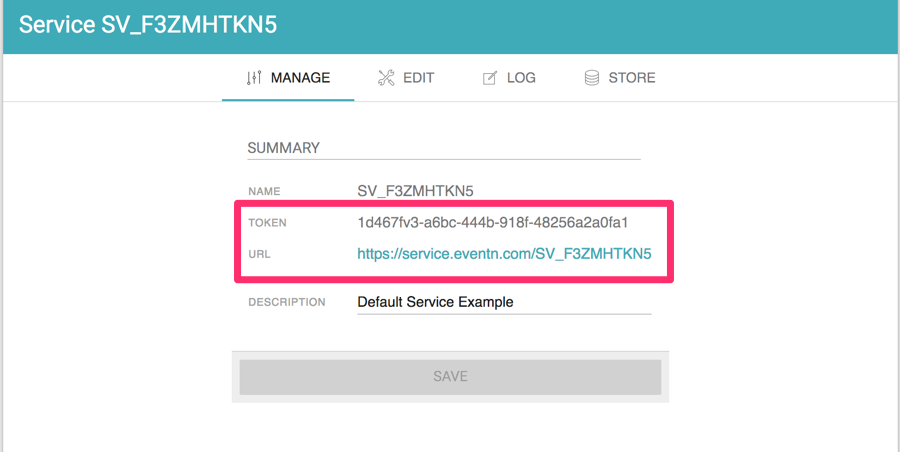 Service SV_F3ZMHTKN5
MANAGE EDIT LOG STORE
SUMMARY
NAME SV_F3ZMHTKN5
TOKEN 1d467fv3-a6bc-444b-918f-48256a2a0fa1
URL https://service.eventn.com/SV_F3ZMHTKN5
DESCRIPTION Default Service Example
SAVE